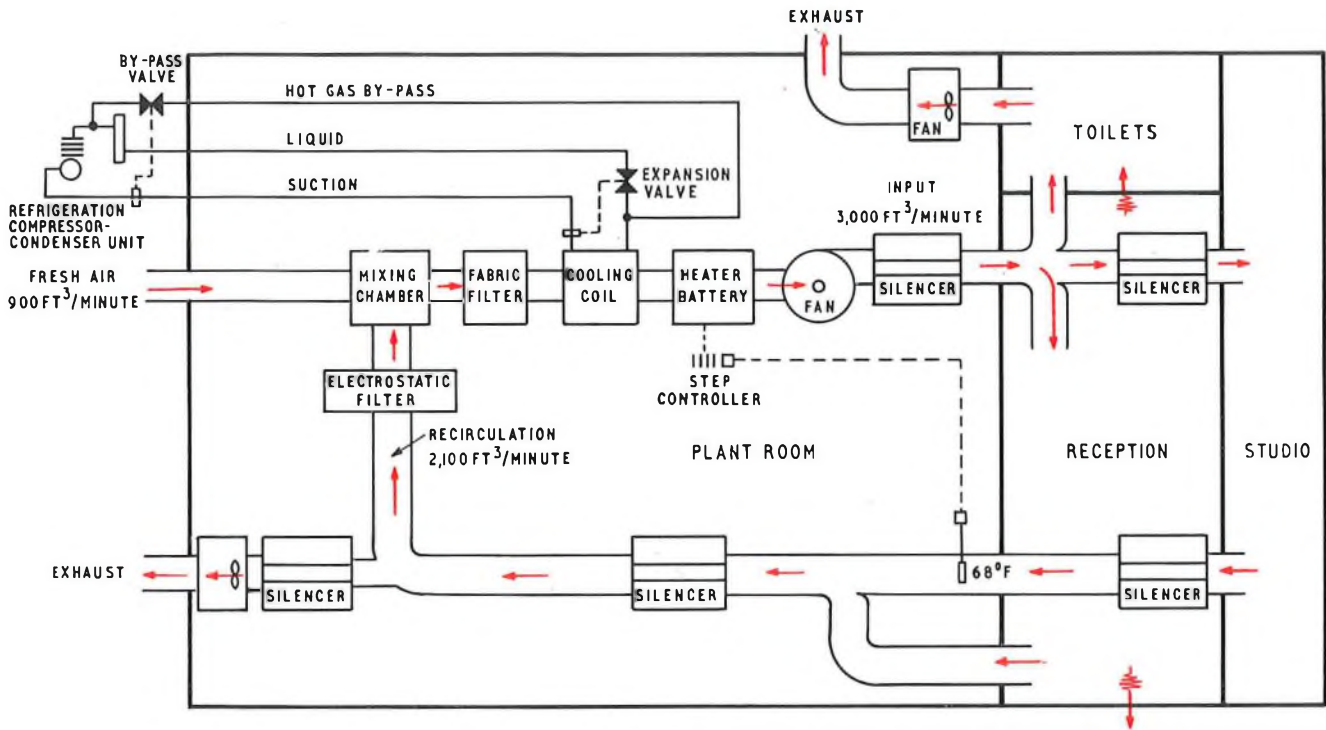 EXHAUST
BY-PASS
VALVE
HOT GAS BY-PASS
FAN
TOILETS
LIQUID
EXPANSION
VALVE
SUCTION
INPUT
3,000 FT³/MINUTE
REFRIGERATION
COMPRESSOR-
CONDENSER UNIT
FRESH AIR
900 FT³/MINUTE
MIXING
CHAMBER
FABRIC
FILTER
COOLING
COIL
HEATER
BATTERY
FAN
SILENCER
SILENCER
ELECTROSTATIC
FILTER
STEP
CONTROLLER
RECIRCULATION
2,100 FT³/MINUTE
PLANT ROOM
RECEPTION
STUDIO
EXHAUST
SILENCER
SILENCER
68°F
SILENCER